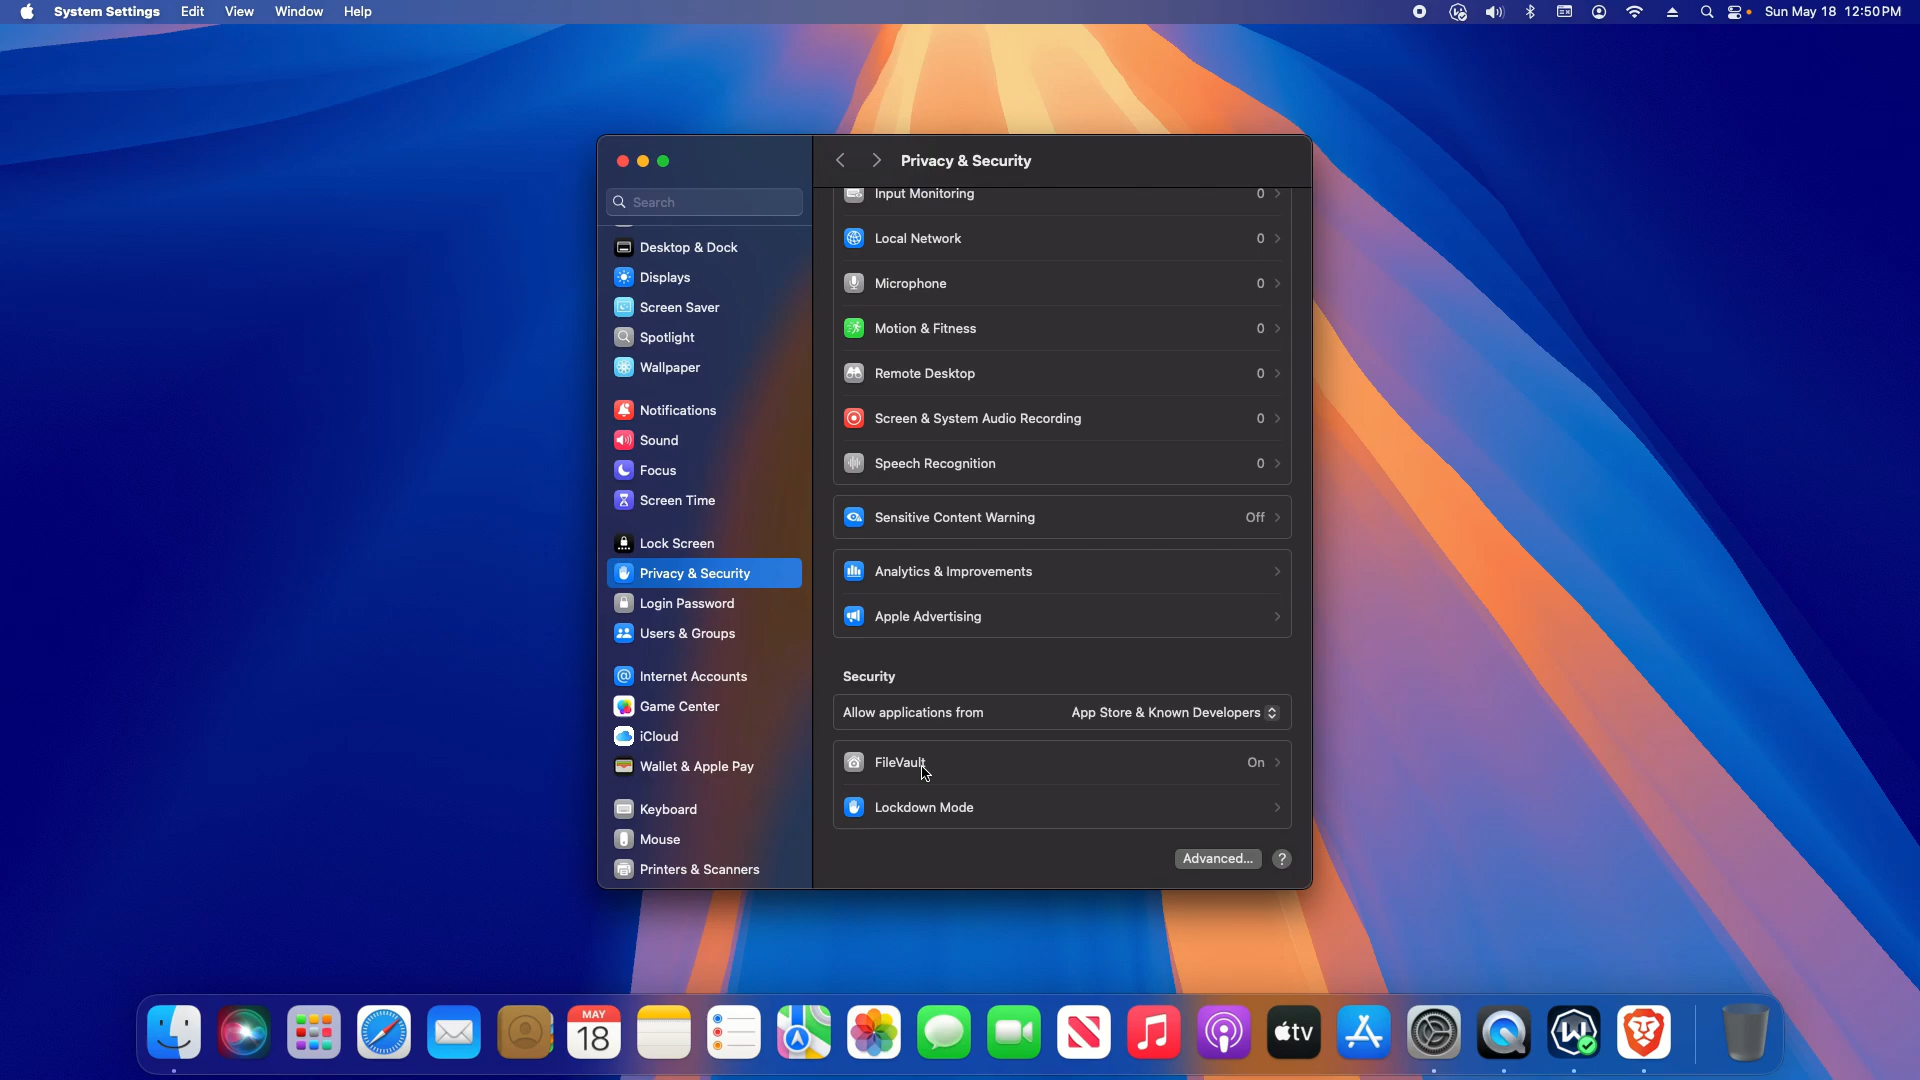 System Settings Edit View Window Help Sun May 18 12:50 PM
Search
Desktop & Dock
Displays
Screen Saver
Spotlight
Wallpaper
Notifications
Sound
Focus
Screen Time
Lock Screen
Privacy & Security
Login Password
Users & Groups
Internet Accounts
Game Center
iCloud
Wallet & Apple Pay
Keyboard
Mouse
Printers & Scanners
Privacy & Security
Input Monitoring 0
Local Network 0
Microphone 0
Motion & Fitness 0
Remote Desktop 0
Screen & System Audio Recording 0
Speech Recognition 0
Sensitive Content Warning Off
Analytics & Improvements
Apple Advertising
Security
Allow applications from App Store & Known Developers
FileVault On
Lockdown Mode
Advanced... ?
MAY
18
tv